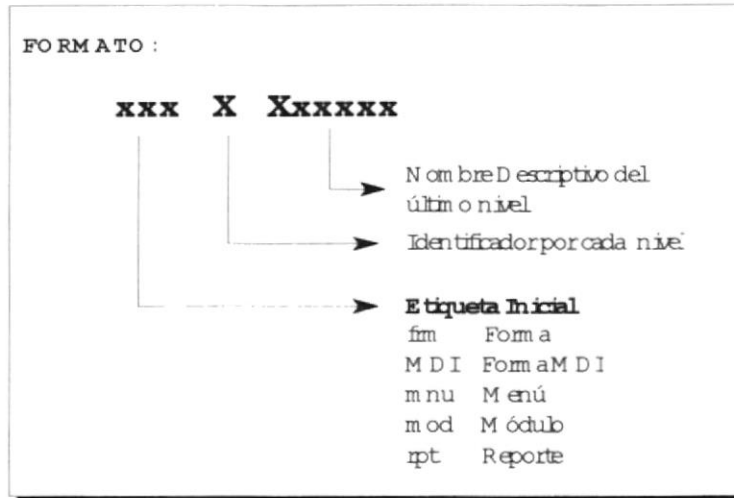 FORMATO :
xxx X Xxxxxxx
Nombre Descriptivo del
último nivel
Identificador por cada nivel
Etiqueta Inicial
frm Forma
MDI Forma MDI
mnu Menú
mod Módulo
rpt Reporte